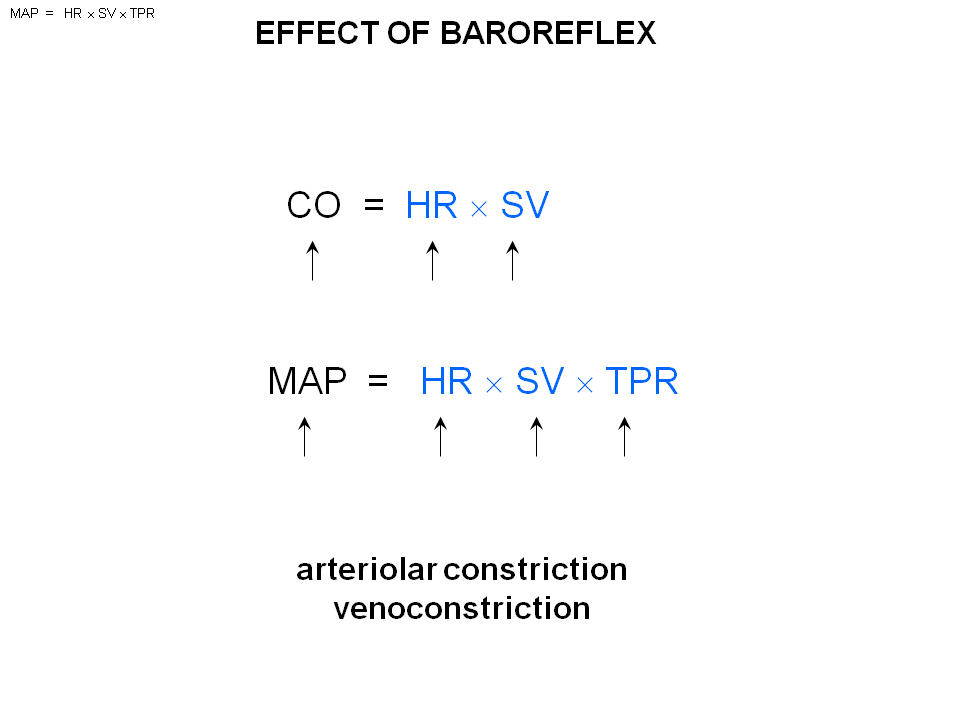 MAP = HR × SV × TPR
EFFECT OF BAROREFLEX
CO = HR × SV
↑ ↑ ↑
MAP = HR × SV × TPR
↑ ↑ ↑ ↑
arteriolar constriction
venoconstriction